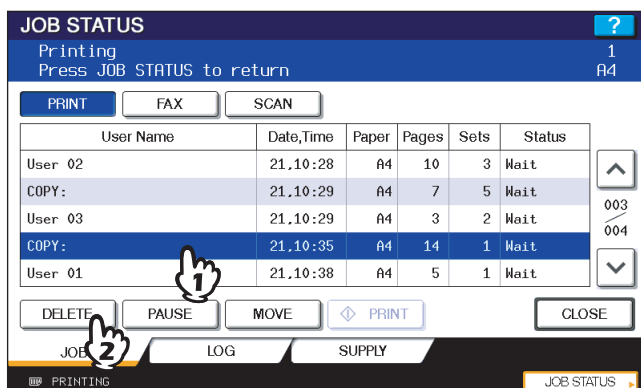 JOB STATUS ?
Printing 1
Press JOB STATUS to return A4
PRINT FAX SCAN
User Name Date,Time Paper Pages Sets Status
User 02 21,10:28 A4 10 3 Wait
COPY: 21,10:29 A4 7 5 Wait
User 03 21,10:29 A4 3 2 Wait
COPY: 21,10:35 A4 14 1 Wait
User 01 21,10:38 A4 5 1 Wait
003
004
1
DELETE PAUSE MOVE PRINT CLOSE
2
JOB LOG SUPPLY
PRINTING JOB STATUS